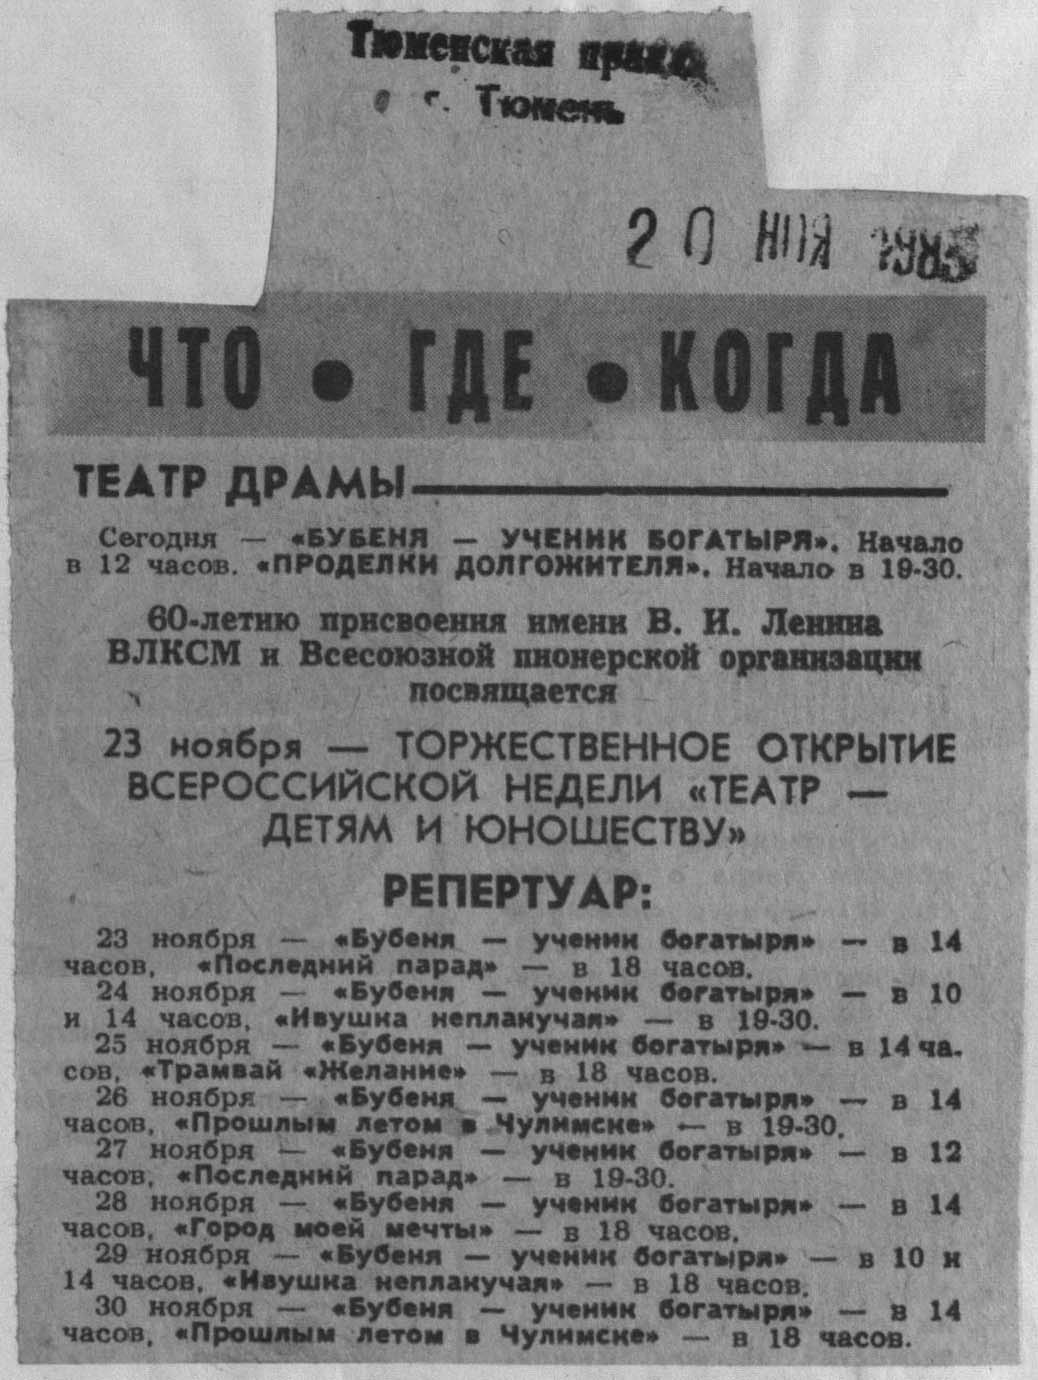 Тюменская правда
г. Тюмень
20 НОЯ 1983
ЧТО • ГДЕ • КОГДА
ТЕАТР ДРАМЫ
Сегодня — «БУБЕНЯ — УЧЕНИК БОГАТЫРЯ». Начало
в 12 часов. «ПРОДЕЛКИ ДОЛГОЖИТЕЛЯ». Начало в 19-30.
60-летию присвоения имени В. И. Ленина
ВЛКСМ и Всесоюзной пионерской организации
посвящается
23 ноября — ТОРЖЕСТВЕННОЕ ОТКРЫТИЕ
ВСЕРОССИЙСКОЙ НЕДЕЛИ «ТЕАТР —
ДЕТЯМ И ЮНОШЕСТВУ»
РЕПЕРТУАР:
23 ноября — «Бубеня — ученик богатыря» — в 14
часов, «Последний парад» — в 18 часов.
24 ноября — «Бубеня — ученик богатыря» — в 10
и 14 часов, «Ивушка неплакучая» — в 19-30.
25 ноября — «Бубеня — ученик богатыря» — в 14 ча-
сов, «Трамвай «Желание» — в 18 часов.
26 ноября — «Бубеня — ученик богатыря» — в 14
часов, «Прошлым летом в Чулимске» — в 19-30.
27 ноября — «Бубеня — ученик богатыря» — в 12
часов, «Последний парад» — в 19-30.
28 ноября — «Бубеня — ученик богатыря» — в 14
часов, «Город моей мечты» — в 18 часов.
29 ноября — «Бубеня — ученик богатыря» — в 10 и
14 часов, «Ивушка неплакучая» — в 18 часов.
30 ноября — «Бубеня — ученик богатыря» — в 14
часов, «Прошлым летом в Чулимске» — в 18 часов.